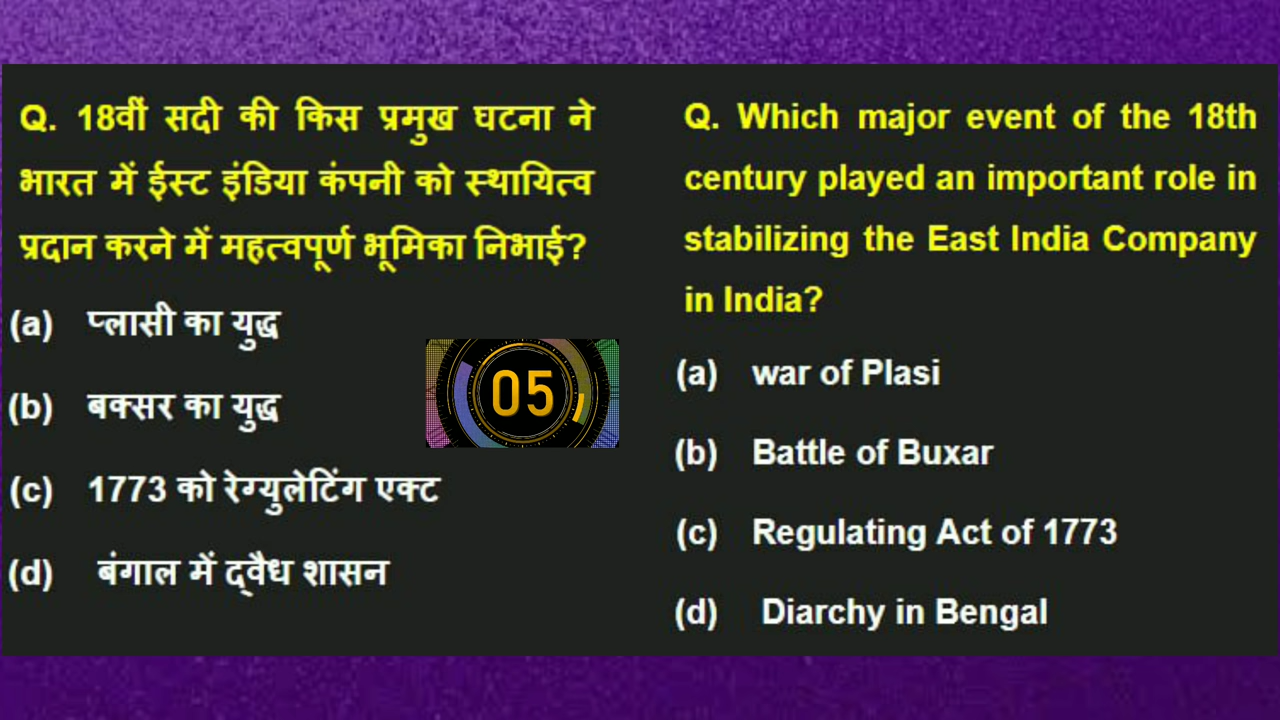 Q. 18वीं सदी की किस प्रमुख घटना ने
भारत में ईस्ट इंडिया कंपनी को स्थायित्व
प्रदान करने में महत्वपूर्ण भूमिका निभाई?
(a) प्लासी का युद्ध
(b) बक्सर का युद्ध
(c) 1773 को रेग्युलेटिंग एक्ट
(d) बंगाल में द्वैध शासन
05
Q. Which major event of the 18th
century played an important role in
stabilizing the East India Company
in India?
(a) war of Plasi
(b) Battle of Buxar
(c) Regulating Act of 1773
(d) Diarchy in Bengal